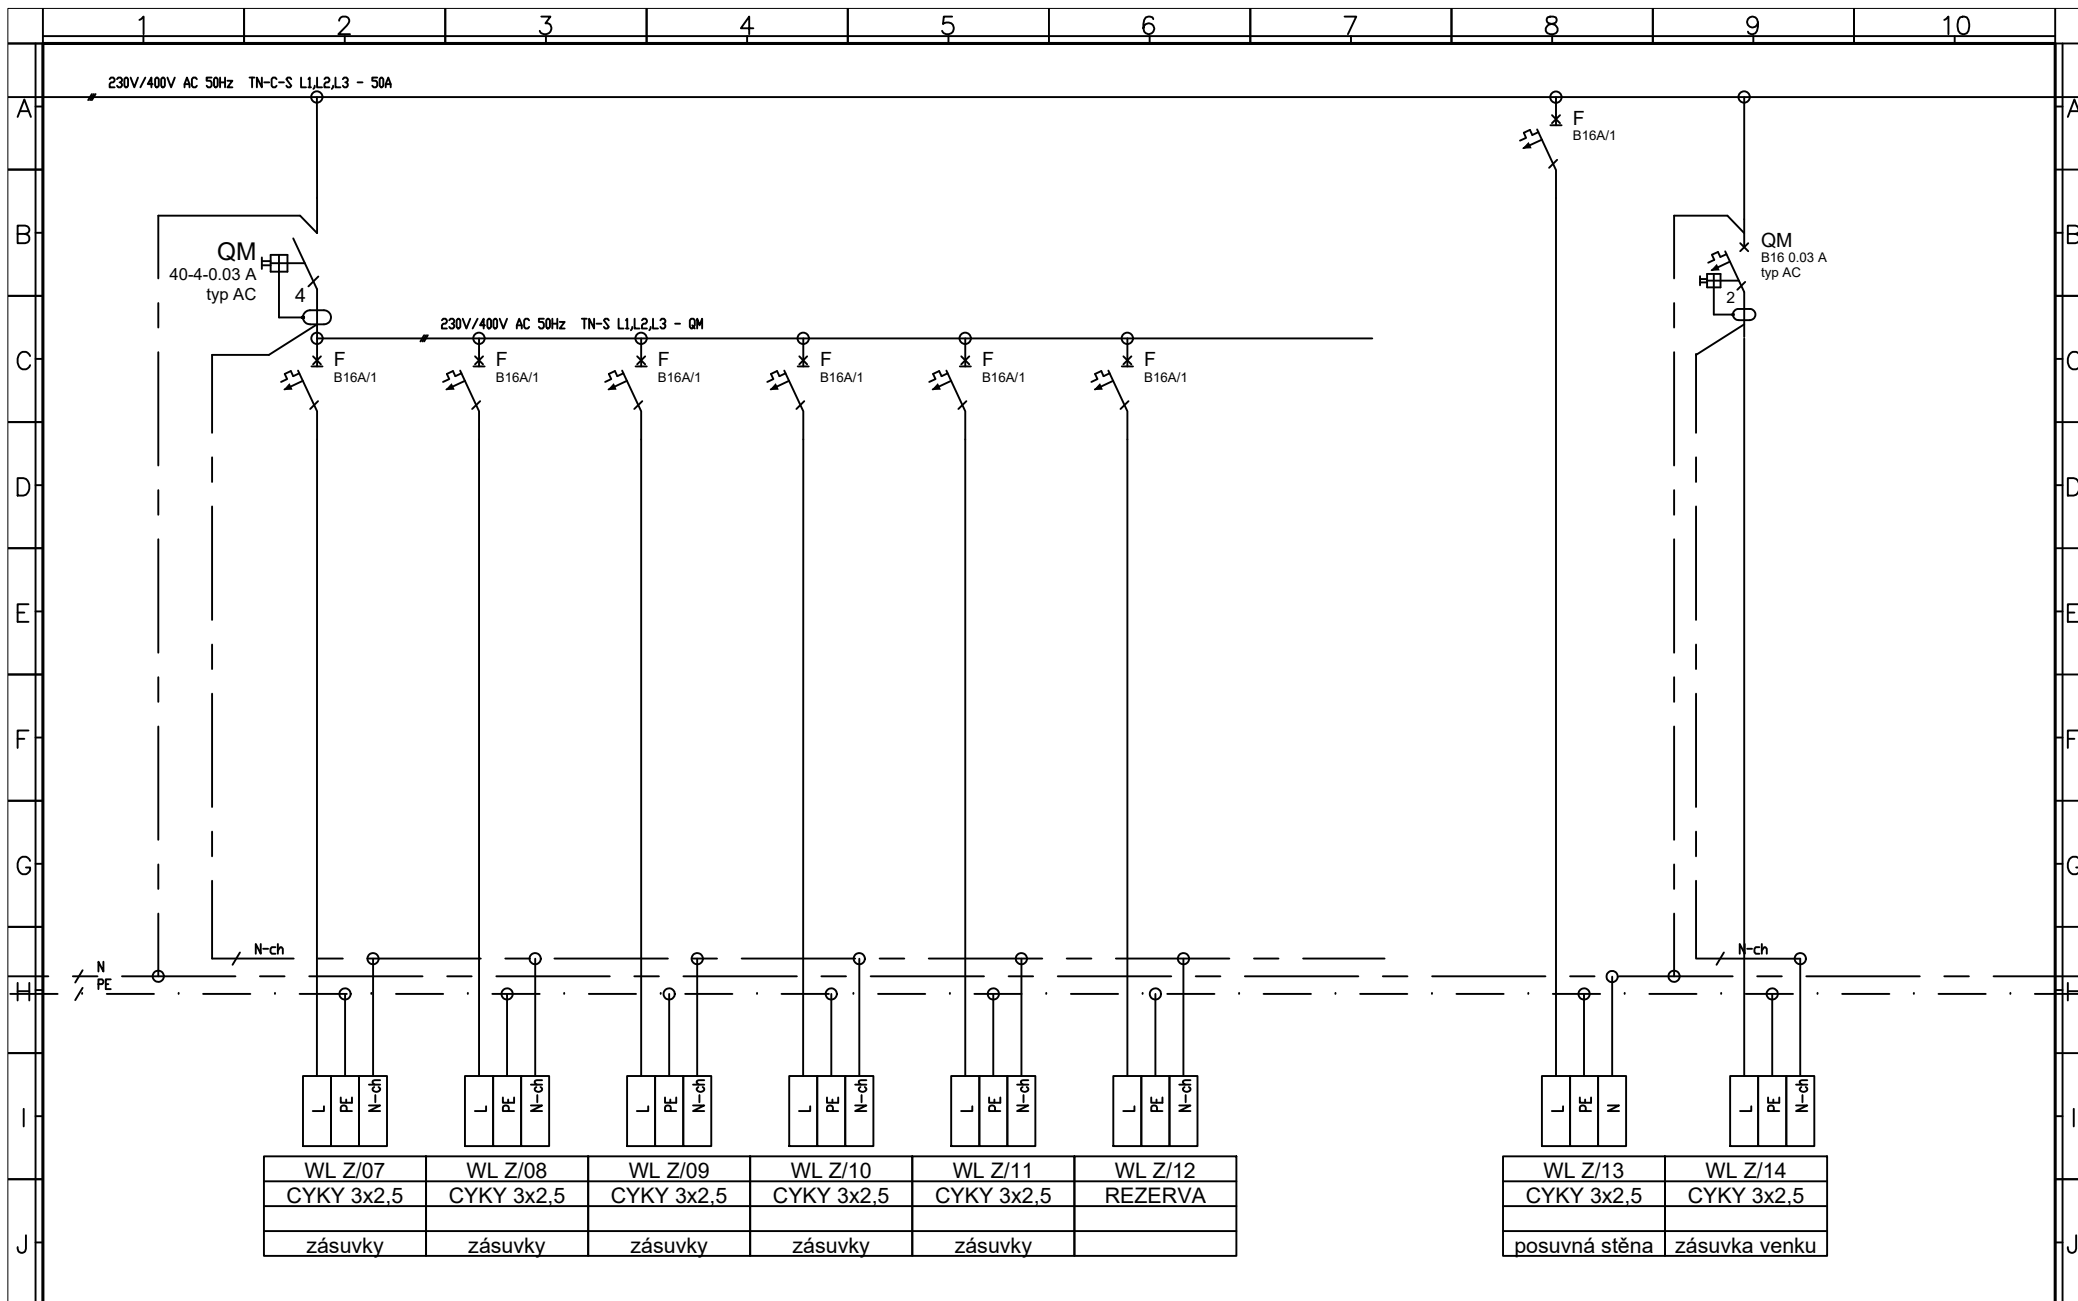 1 2 3 4 5 6 7 8 9 10
230V/400V AC 50Hz TN-C-S L1,L2,L3 - 50A
A A
F
B16A/1
B B
QM
40-4-0.03 A
typ AC
4
QM
B16 0.03 A
typ AC
2
230V/400V AC 50Hz TN-S L1,L2,L3 - QM
C C
F F F F F F
B16A/1 B16A/1 B16A/1 B16A/1 B16A/1 B16A/1
D D
E E
F F
G G
N-ch N-ch
N
PE
H H
L PE N-ch L PE N-ch L PE N-ch L PE N-ch L PE N-ch L PE N-ch L PE N L PE N-ch
I I
WL Z/07 WL Z/08 WL Z/09 WL Z/10 WL Z/11 WL Z/12 WL Z/13 WL Z/14
CYKY 3x2,5 CYKY 3x2,5 CYKY 3x2,5 CYKY 3x2,5 CYKY 3x2,5 REZERVA CYKY 3x2,5 CYKY 3x2,5
J J
zásuvky zásuvky zásuvky zásuvky zásuvky posuvná stěna zásuvka venku